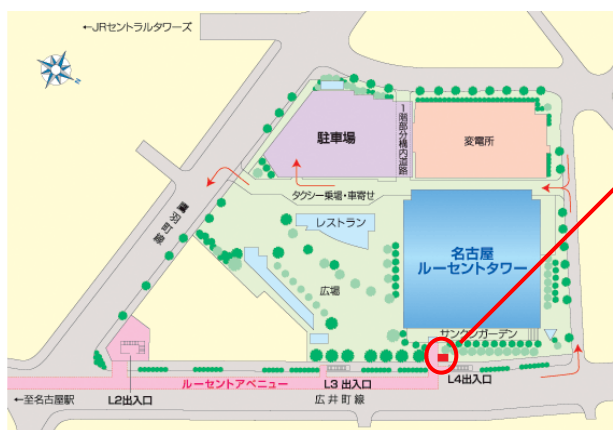 ←JRセントラルタワーズ
N
駐車場
1階部分構内道路
変電所
タクシー乗場・車寄せ
レストラン
名古屋
ルーセントタワー
広場
サンクンガーデン
ルーセントアベニュー
L3 出入口
L4出入口
←至名古屋駅
L2出入口
広井町線